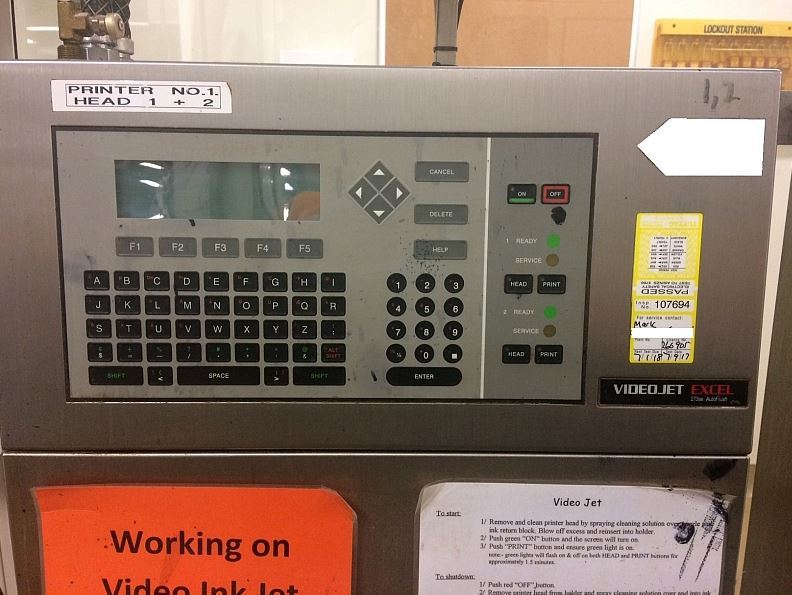 LOCKOUT STATION
PRINTER NO.1.
HEAD 1 + 2
1,2
CANCEL
DELETE
HELP
ON OFF
F1 F2 F3 F4 F5
1 READY
SERVICE
HEAD PRINT
2 READY
SERVICE
HEAD PRINT
A B C D E F G H I
J K L M N O P Q R
S T U V W X Y Z
ALT
SHIFT
SHIFT < SPACE > SHIFT
1 2 3
4 5 6
7 8 9
0
ENTER
PASSED
ELECTRICAL SAFETY
Insp. No. 107694
For service contact:
Mark
VIDEOJET EXCEL
AutoFlush
Working on
Video Ink Jet
Video Jet
To start:
1/ Remove and clean printer head by spraying cleaning solution over
ink return block. Blow off excess and reinsert into holder.
2/ Push green "ON" button and the screen will turn on.
3/ Push "PRINT" button and ensure green light is on.
note:- green lights will flash on & off on both HEAD and PRINT buttons for
approximately 1.5 minutes.
To shutdown:
1/ Push red "OFF" button.
2/ Remove printer head from holder and spray cleaning solution over and into ink